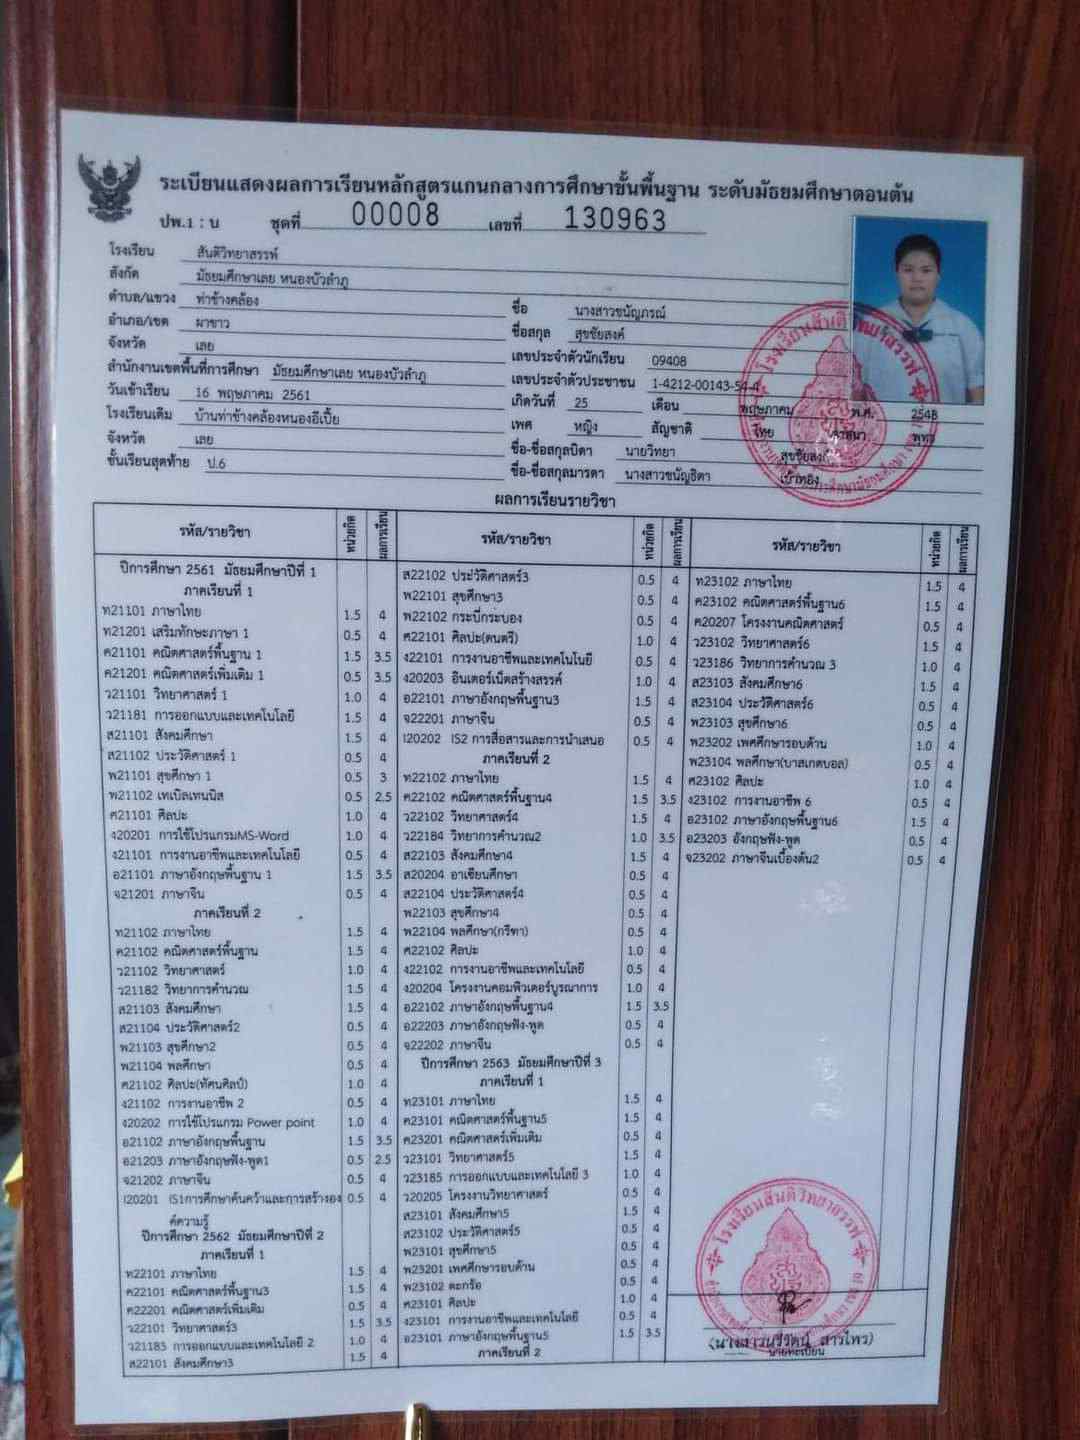 ระเบียนแสดงผลการเรียนหลักสูตรแกนกลางการศึกษาขั้นพื้นฐาน ระดับมัธยมศึกษาตอนต้น
ปพ.1 : บ ชุดที่ 00008 เลขที่ 130963
โรงเรียน สันติวิทยาสรรพ์
สังกัด มัธยมศึกษาเลย หนองบัวลำภู
ตำบล/แขวง ท่าช้างคล้อง
อำเภอ/เขต ผาขาว
จังหวัด เลย
สำนักงานเขตพื้นที่การศึกษา มัธยมศึกษาเลย หนองบัวลำภู
วันเข้าเรียน 16 พฤษภาคม 2561
โรงเรียนเดิม บ้านท่าช้างคล้องหนองอีเปี้ย
จังหวัด เลย
ชั้นเรียนสุดท้าย ป.6
ชื่อ นางสาวชนัญภรณ์
ชื่อสกุล สุขชัยสงค์
เลขประจำตัวนักเรียน 09408
เลขประจำตัวประชาชน 1-4212-00143-54-4
เกิดวันที่ 25 เดือน พฤษภาคม พ.ศ. 2548
เพศ หญิง สัญชาติ ไทย ศาสนา พุทธ
ชื่อ-ชื่อสกุลบิดา นายวิทยา สุขชัยสงค์
ชื่อ-ชื่อสกุลมารดา นางสาวชนัญธิดา เบ้าทอง
ผลการเรียนรายวิชา
รหัส/รายวิชา หน่วยกิต ผลการเรียน
ปีการศึกษา 2561 มัธยมศึกษาปีที่ 1
ภาคเรียนที่ 1
ท21101 ภาษาไทย 1.5 4
ท21201 เสริมทักษะภาษา 1 0.5 4
ค21101 คณิตศาสตร์พื้นฐาน 1 1.5 3.5
ค21201 คณิตศาสตร์เพิ่มเติม 1 0.5 3.5
ว21101 วิทยาศาสตร์ 1 1.0 4
ว21181 การออกแบบและเทคโนโลยี 1.5 4
ส21101 สังคมศึกษา 1.5 4
ส21102 ประวัติศาสตร์ 1 0.5 4
พ21101 สุขศึกษา 1 0.5 3
พ21102 เทเบิลเทนนิส 0.5 2.5
ศ21101 ศิลปะ 1.0 4
ง20201 การใช้โปรแกรมMS-Word 1.0 4
ง21101 การงานอาชีพและเทคโนโลยี 0.5 4
อ21101 ภาษาอังกฤษพื้นฐาน 1 1.5 3.5
จ21201 ภาษาจีน 0.5 4
ภาคเรียนที่ 2
ท21102 ภาษาไทย 1.5 4
ค21102 คณิตศาสตร์พื้นฐาน 1.5 4
ว21102 วิทยาศาสตร์ 1.0 4
ว21182 วิทยาการคำนวณ 1.5 4
ส21103 สังคมศึกษา 1.5 4
ส21104 ประวัติศาสตร์2 0.5 4
พ21103 สุขศึกษา2 0.5 4
พ21104 พลศึกษา 0.5 4
ศ21102 ศิลปะ(ทัศนศิลป์) 1.0 4
ง21102 การงานอาชีพ 2 0.5 4
ง20202 การใช้โปรแกรม Power point 1.0 4
อ21102 ภาษาอังกฤษพื้นฐาน 1.5 3.5
อ21203 ภาษาอังกฤษฟัง-พูด1 0.5 2.5
จ21202 ภาษาจีน 0.5 4
I20201 IS1การศึกษาค้นคว้าและการสร้างอง 0.5 4
ค์ความรู้
ปีการศึกษา 2562 มัธยมศึกษาปีที่ 2
ภาคเรียนที่ 1
ท22101 ภาษาไทย 1.5 4
ค22101 คณิตศาสตร์พื้นฐาน3 1.5 4
ค22201 คณิตศาสตร์เพิ่มเติม 0.5 4
ว22101 วิทยาศาสตร์3 1.5 3.5
ว21183 การออกแบบและเทคโนโลยี 2 1.0 4
ส22101 สังคมศึกษา3 1.5 4
รหัส/รายวิชา หน่วยกิต ผลการเรียน
ส22102 ประวัติศาสตร์3 0.5 4
พ22101 สุขศึกษา3 0.5 4
พ22102 กระบี่กระบอง 0.5 4
ศ22101 ศิลปะ(ดนตรี) 1.0 4
ง22101 การงานอาชีพและเทคโนโนยี 0.5 4
ง20203 อินเตอร์เน็ตสร้างสรรค์ 1.0 4
อ22101 ภาษาอังกฤษพื้นฐาน3 1.5 4
จ22201 ภาษาจีน 0.5 4
I20202 IS2 การสื่อสารและการนำเสนอ 0.5 4
ภาคเรียนที่ 2
ท22102 ภาษาไทย 1.5 4
ค22102 คณิตศาสตร์พื้นฐาน4 1.5 3.5
ว22102 วิทยาศาสตร์4 1.5 4
ว22184 วิทยาการคำนวณ2 1.0 3.5
ส22103 สังคมศึกษา4 1.5 4
ส20204 อาเซียนศึกษา 0.5 4
ส22104 ประวัติศาสตร์4 0.5 4
พ22103 สุขศึกษา4 0.5 4
พ22104 พลศึกษา(กรีฑา) 0.5 4
ศ22102 ศิลปะ 1.0 4
ง22102 การงานอาชีพและเทคโนโลยี 0.5 4
ง20204 โครงงานคอมพิวเตอร์บูรณาการ 1.0 4
อ22102 ภาษาอังกฤษพื้นฐาน4 1.5 3.5
อ22203 ภาษาอังกฤษฟัง-พูด 0.5 4
จ22202 ภาษาจีน 0.5 4
ปีการศึกษา 2563 มัธยมศึกษาปีที่ 3
ภาคเรียนที่ 1
ท23101 ภาษาไทย 1.5 4
ค23101 คณิตศาสตร์พื้นฐาน5 1.5 4
ค23201 คณิตศาสตร์เพิ่มเติม 0.5 4
ว23101 วิทยาศาสตร์5 1.5 4
ว23185 การออกแบบและเทคโนโลยี 3 1.0 4
ว20205 โครงงานวิทยาศาสตร์ 0.5 4
ส23101 สังคมศึกษา5 1.5 4
ส23102 ประวัติศาสตร์5 0.5 4
พ23101 สุขศึกษา5 0.5 4
พ23201 เพศศึกษารอบด้าน 0.5 4
พ23102 ตะกร้อ 0.5 4
ศ23101 ศิลปะ 1.0 4
ง23101 การงานอาชีพและเทคโนโลยี 0.5 4
อ23101 ภาษาอังกฤษพื้นฐาน5 1.5 3.5
ภาคเรียนที่ 2
รหัส/รายวิชา หน่วยกิต ผลการเรียน
ท23102 ภาษาไทย 1.5 4
ค23102 คณิตศาสตร์พื้นฐาน6 1.5 4
ค20207 โครงงานคณิตศาสตร์ 0.5 4
ว23102 วิทยาศาสตร์6 1.5 4
ว23186 วิทยาการคำนวณ 3 1.0 4
ส23103 สังคมศึกษา6 1.5 4
ส23104 ประวัติศาสตร์6 0.5 4
พ23103 สุขศึกษา6 0.5 4
พ23202 เพศศึกษารอบด้าน 1.0 4
พ23104 พลศึกษา(บาสเกตบอล) 0.5 4
ศ23102 ศิลปะ 1.0 4
ง23102 การงานอาชีพ 6 0.5 4
อ23102 ภาษาอังกฤษพื้นฐาน6 1.5 4
อ23203 อังกฤษฟัง-พูด 0.5 4
จ23202 ภาษาจีนเบื้องต้น2 0.5 4
โรงเรียนสันติวิทยาสรรพ์
โรงเรียนสันติวิทยาสรรพ์
(นางสาวนรีรัตน์ สารไพร)
นายทะเบียน